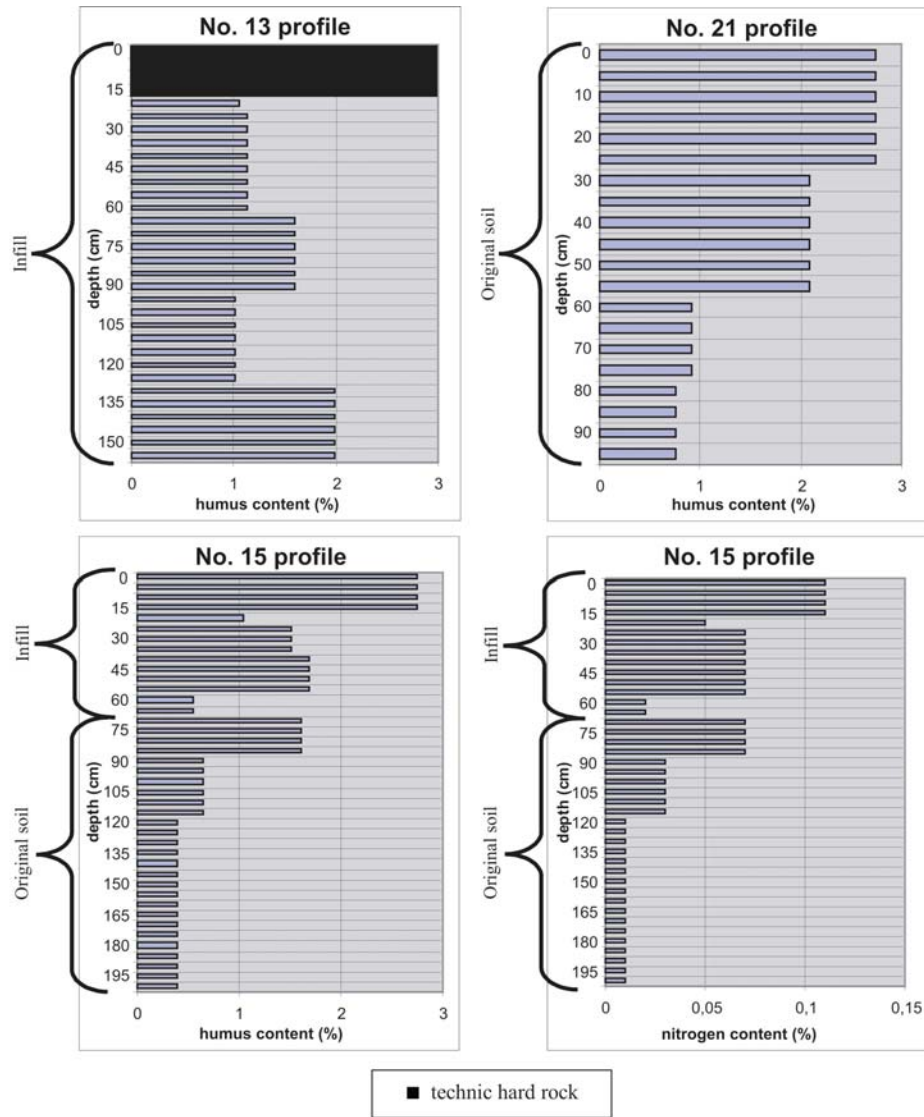 No. 13 profile
0
15
30
45
60
75
90
105
120
135
150
depth (cm)
Infill
0 1 2 3
humus content (%)
No. 21 profile
0
10
20
30
40
50
60
70
80
90
depth (cm)
Original soil
0 1 2 3
humus content (%)
No. 15 profile
0
15
30
45
60
75
90
105
120
135
150
165
180
195
depth (cm)
Infill
Original soil
0 1 2 3
humus content (%)
No. 15 profile
0
15
30
45
60
75
90
105
120
135
150
165
180
195
depth (cm)
Infill
Original soil
0 0,05 0,1 0,15
nitrogen content (%)
technic hard rock